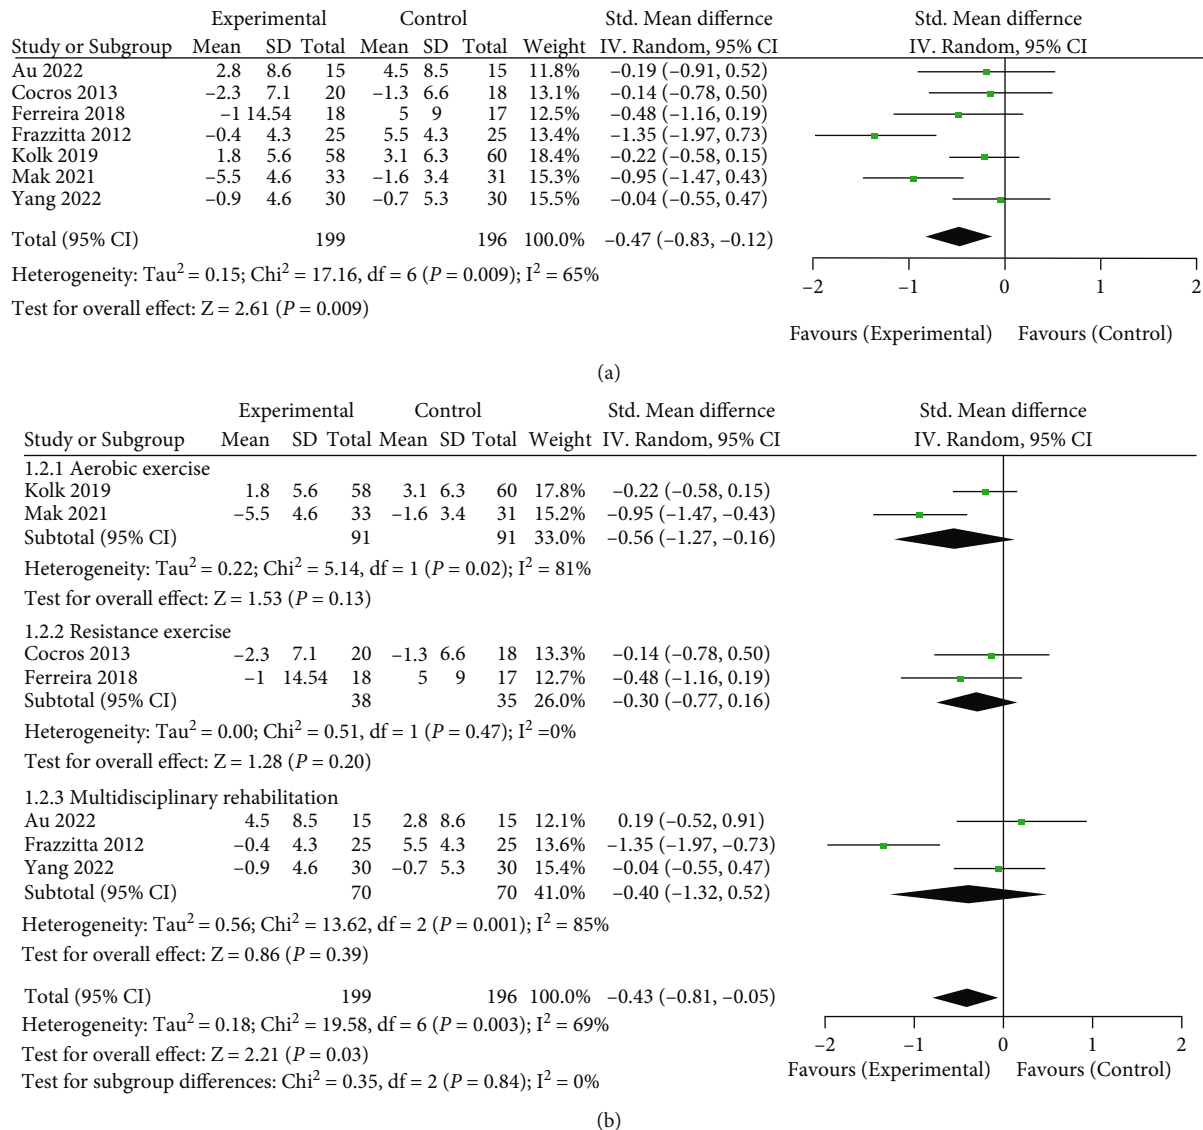 Experimental Control Std. Mean differnce Std. Mean differnce
Study or Subgroup Mean SD Total Mean SD Total Weight IV. Random, 95% CI IV. Random, 95% CI
Au 2022 2.8 8.6 15 4.5 8.5 15 11.8% –0.19 (–0.91, 0.52)
Cocros 2013 –2.3 7.1 20 –1.3 6.6 18 13.1% –0.14 (–0.78, 0.50)
Ferreira 2018 –1 14.54 18 5 9 17 12.5% –0.48 (–1.16, 0.19)
Frazzitta 2012 –0.4 4.3 25 5.5 4.3 25 13.4% –1.35 (–1.97, 0.73)
Kolk 2019 1.8 5.6 58 3.1 6.3 60 18.4% –0.22 (–0.58, 0.15)
Mak 2021 –5.5 4.6 33 –1.6 3.4 31 15.3% –0.95 (–1.47, 0.43)
Yang 2022 –0.9 4.6 30 –0.7 5.3 30 15.5% –0.04 (–0.55, 0.47)
Total (95% CI) 199 196 100.0% –0.47 (–0.83, –0.12)
Heterogeneity: Tau² = 0.15; Chi² = 17.16, df = 6 (P = 0.009); I² = 65%
Test for overall effect: Z = 2.61 (P = 0.009)
–2 –1 0 1 2
Favours (Experimental) Favours (Control)
(a)
Experimental Control Std. Mean differnce Std. Mean differnce
Study or Subgroup Mean SD Total Mean SD Total Weight IV. Random, 95% CI IV. Random, 95% CI
1.2.1 Aerobic exercise
Kolk 2019 1.8 5.6 58 3.1 6.3 60 17.8% –0.22 (–0.58, 0.15)
Mak 2021 –5.5 4.6 33 –1.6 3.4 31 15.2% –0.95 (–1.47, –0.43)
Subtotal (95% CI) 91 91 33.0% –0.56 (–1.27, –0.16)
Heterogeneity: Tau² = 0.22; Chi² = 5.14, df = 1 (P = 0.02); I² = 81%
Test for overall effect: Z = 1.53 (P = 0.13)
1.2.2 Resistance exercise
Cocros 2013 –2.3 7.1 20 –1.3 6.6 18 13.3% –0.14 (–0.78, 0.50)
Ferreira 2018 –1 14.54 18 5 9 17 12.7% –0.48 (–1.16, 0.19)
Subtotal (95% CI) 38 35 26.0% –0.30 (–0.77, 0.16)
Heterogeneity: Tau² = 0.00; Chi² = 0.51, df = 1 (P = 0.47); I² =0%
Test for overall effect: Z = 1.28 (P = 0.20)
1.2.3 Multidisciplinary rehabilitation
Au 2022 4.5 8.5 15 2.8 8.6 15 12.1% 0.19 (–0.52, 0.91)
Frazzitta 2012 –0.4 4.3 25 5.5 4.3 25 13.6% –1.35 (–1.97, –0.73)
Yang 2022 –0.9 4.6 30 –0.7 5.3 30 15.4% –0.04 (–0.55, 0.47)
Subtotal (95% CI) 70 70 41.0% –0.40 (–1.32, 0.52)
Heterogeneity: Tau² = 0.56; Chi² = 13.62, df = 2 (P = 0.001); I² = 85%
Test for overall effect: Z = 0.86 (P = 0.39)
Total (95% CI) 199 196 100.0% –0.43 (–0.81, –0.05)
Heterogeneity: Tau² = 0.18; Chi² = 19.58, df = 6 (P = 0.003); I² = 69%
Test for overall effect: Z = 2.21 (P = 0.03)
Test for subgroup differences: Chi² = 0.35, df = 2 (P = 0.84); I² = 0%
–2 –1 0 1 2
Favours (Experimental) Favours (Control)
(b)